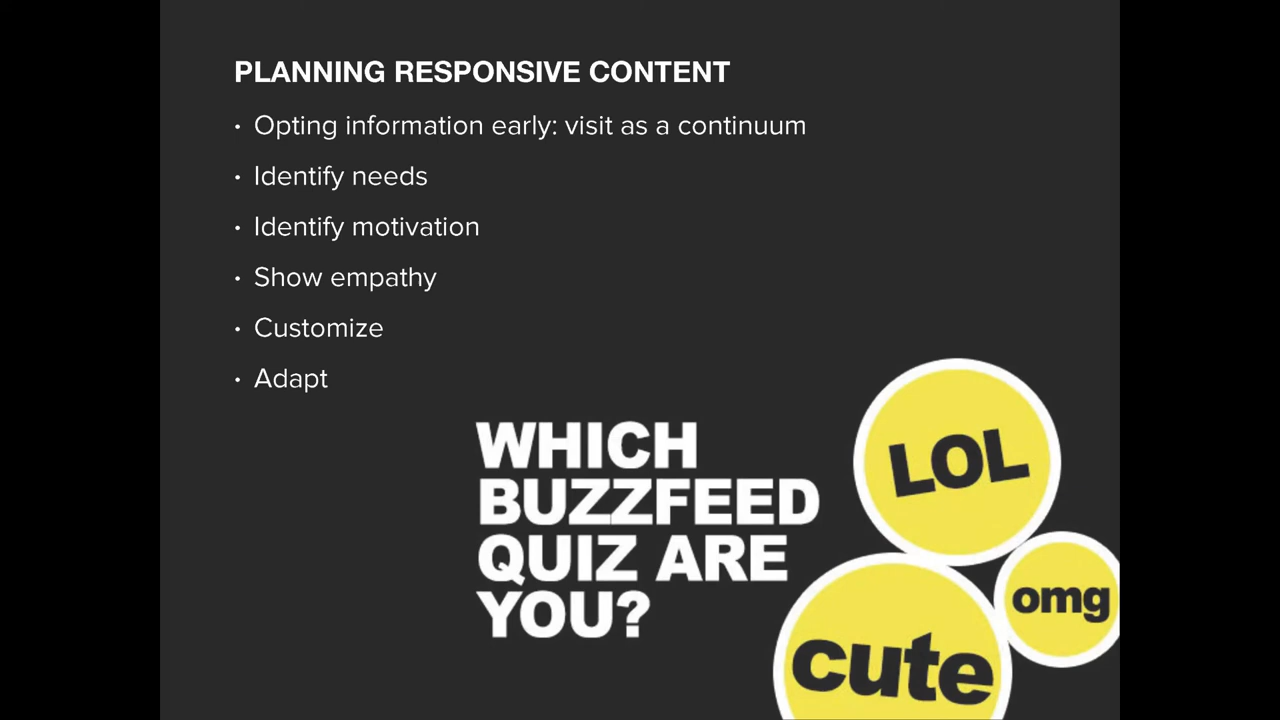 PLANNING RESPONSIVE CONTENT
• Opting information early: visit as a continuum
• Identify needs
• Identify motivation
• Show empathy
• Customize
• Adapt
WHICH
BUZZFEED
QUIZ ARE
YOU?
LOL
omg
cute